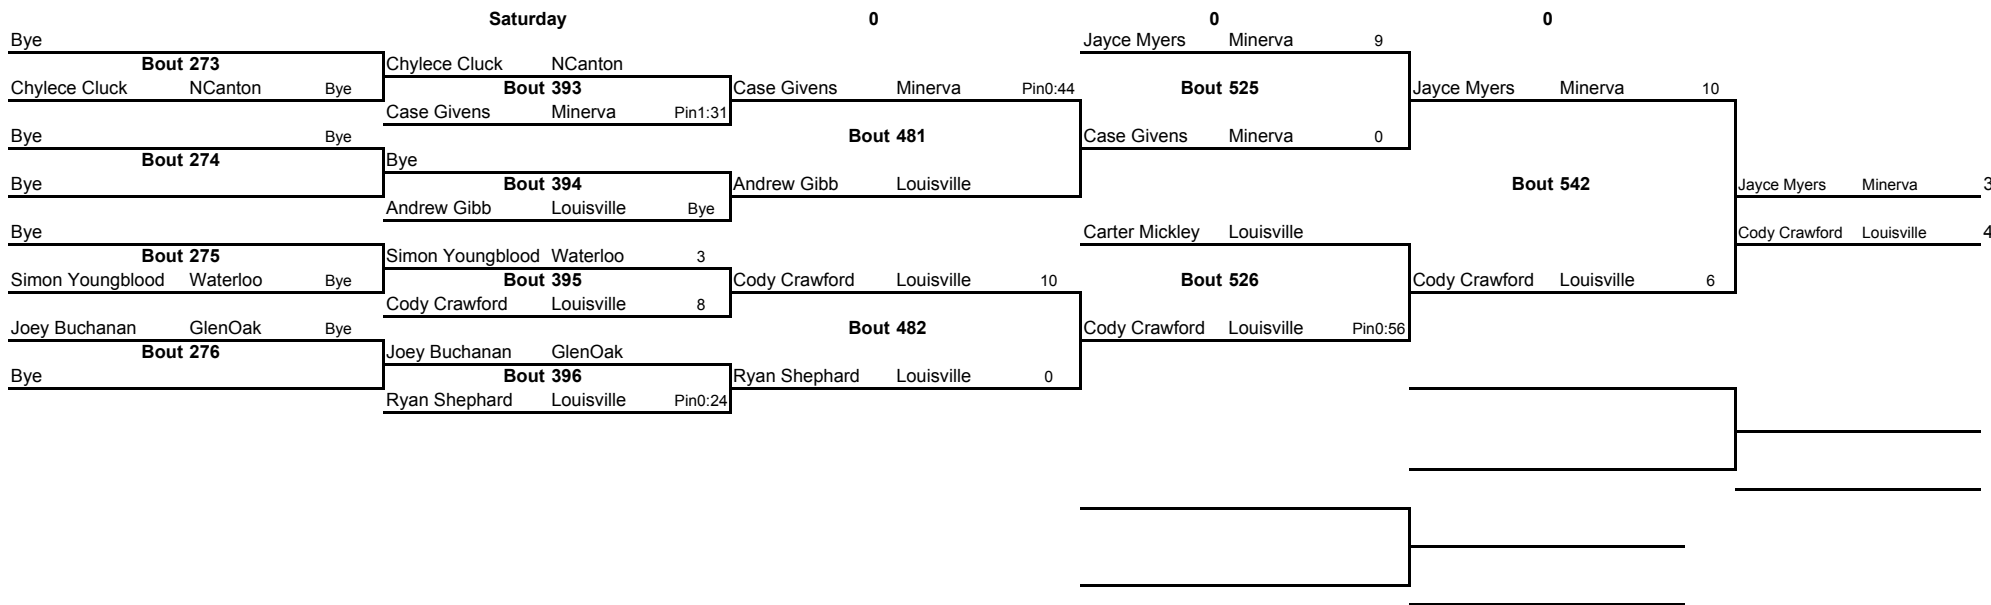 Saturday 0 0 0
Bye Jayce Myers Minerva 9
Bout 273 Chylece Cluck NCanton
Chylece Cluck NCanton Bye Bout 393 Case Givens Minerva Pin0:44 Bout 525 Jayce Myers Minerva 10
Case Givens Minerva Pin1:31
Bye Bye Bout 481 Case Givens Minerva 0
Bout 274 Bye
Bye Bout 394 Andrew Gibb Louisville Bout 542 Jayce Myers Minerva 3
Andrew Gibb Louisville Bye
Bye Carter Mickley Louisville Cody Crawford Louisville 4
Bout 275 Simon Youngblood Waterloo 3
Simon Youngblood Waterloo Bye Bout 395 Cody Crawford Louisville 10 Bout 526 Cody Crawford Louisville 6
Cody Crawford Louisville 8
Joey Buchanan GlenOak Bye Bout 482 Cody Crawford Louisville Pin0:56
Bout 276 Joey Buchanan GlenOak
Bye Bout 396 Ryan Shephard Louisville 0
Ryan Shephard Louisville Pin0:24